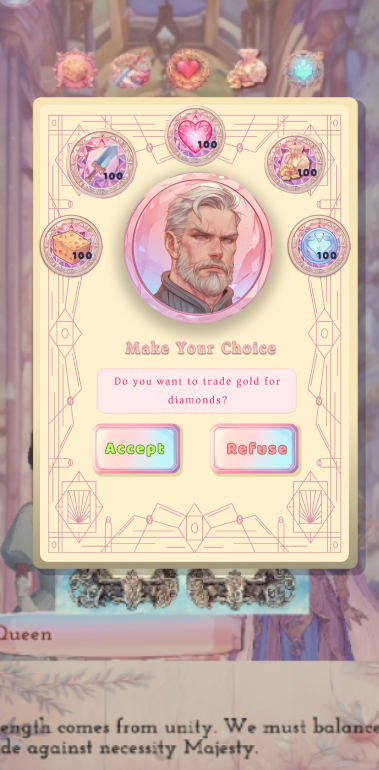 100
100
100
100
100
Make Your Choice
Do you want to trade gold for
diamonds?
Accept
Refuse
Queen
ength comes from unity. We must balance
de against necessity Majesty.